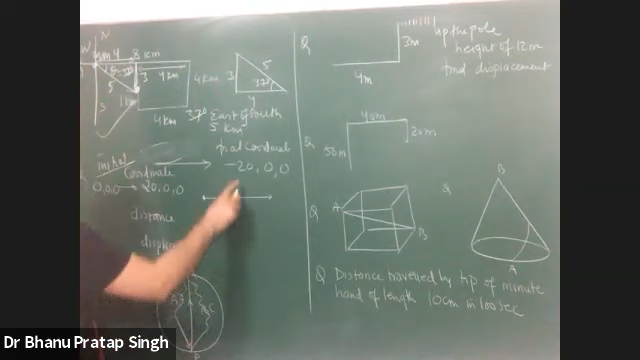 N
W
4 8 km
3 4 km 4 km
5
1 km
S
4 km
3 5
37°
4
37° East of South
5 km
Initial
Coordinate
0,0,0 → 20,0,0
final coordinate
-20,0,0
distance
A B C
Q
up the pole
3m height of 12m
4m find displacement
Q
40m
50m 20m
Q A B
Q B A
Q Distance travelled by tip of minute
hand of length 10cm in 100 sec
Dr Bhanu Pratap Singh